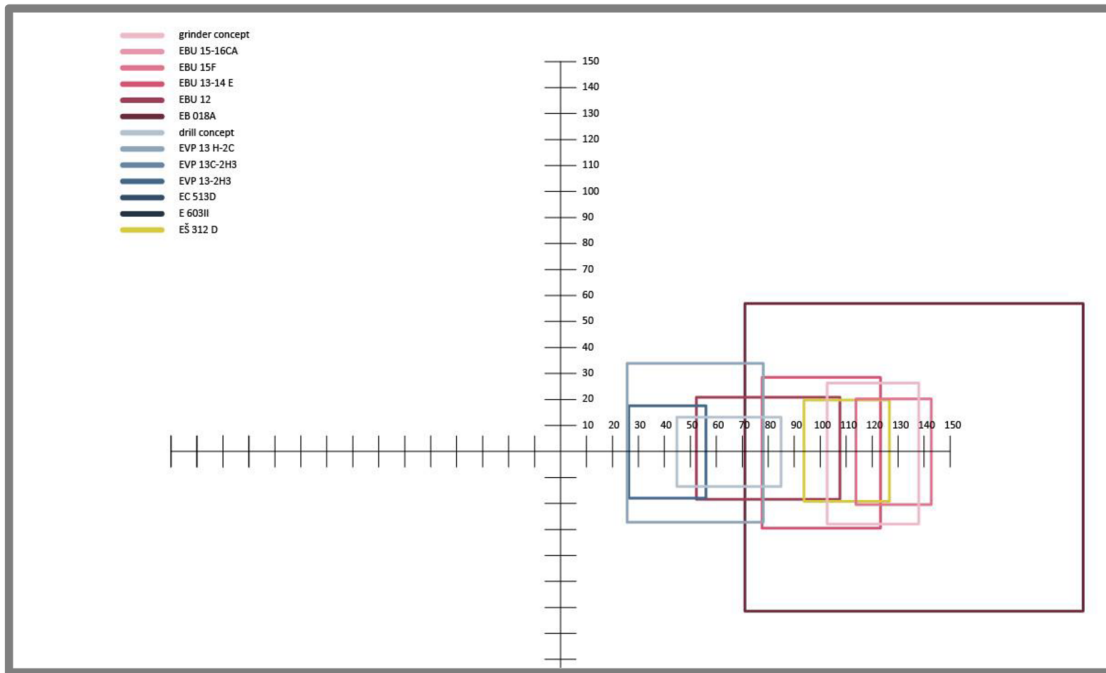 grinder concept
EBU 15-16CA
EBU 15F
EBU 13-14 E
EBU 12
EB 018A
drill concept
EVP 13 H-2C
EVP 13C-2H3
EVP 13-2H3
EC 513D
E 603II
EŠ 312 D
150
140
130
120
110
100
90
80
70
60
50
40
30
20
10
10 20 30 40 50 60 70 80 90 100 110 120 130 140 150